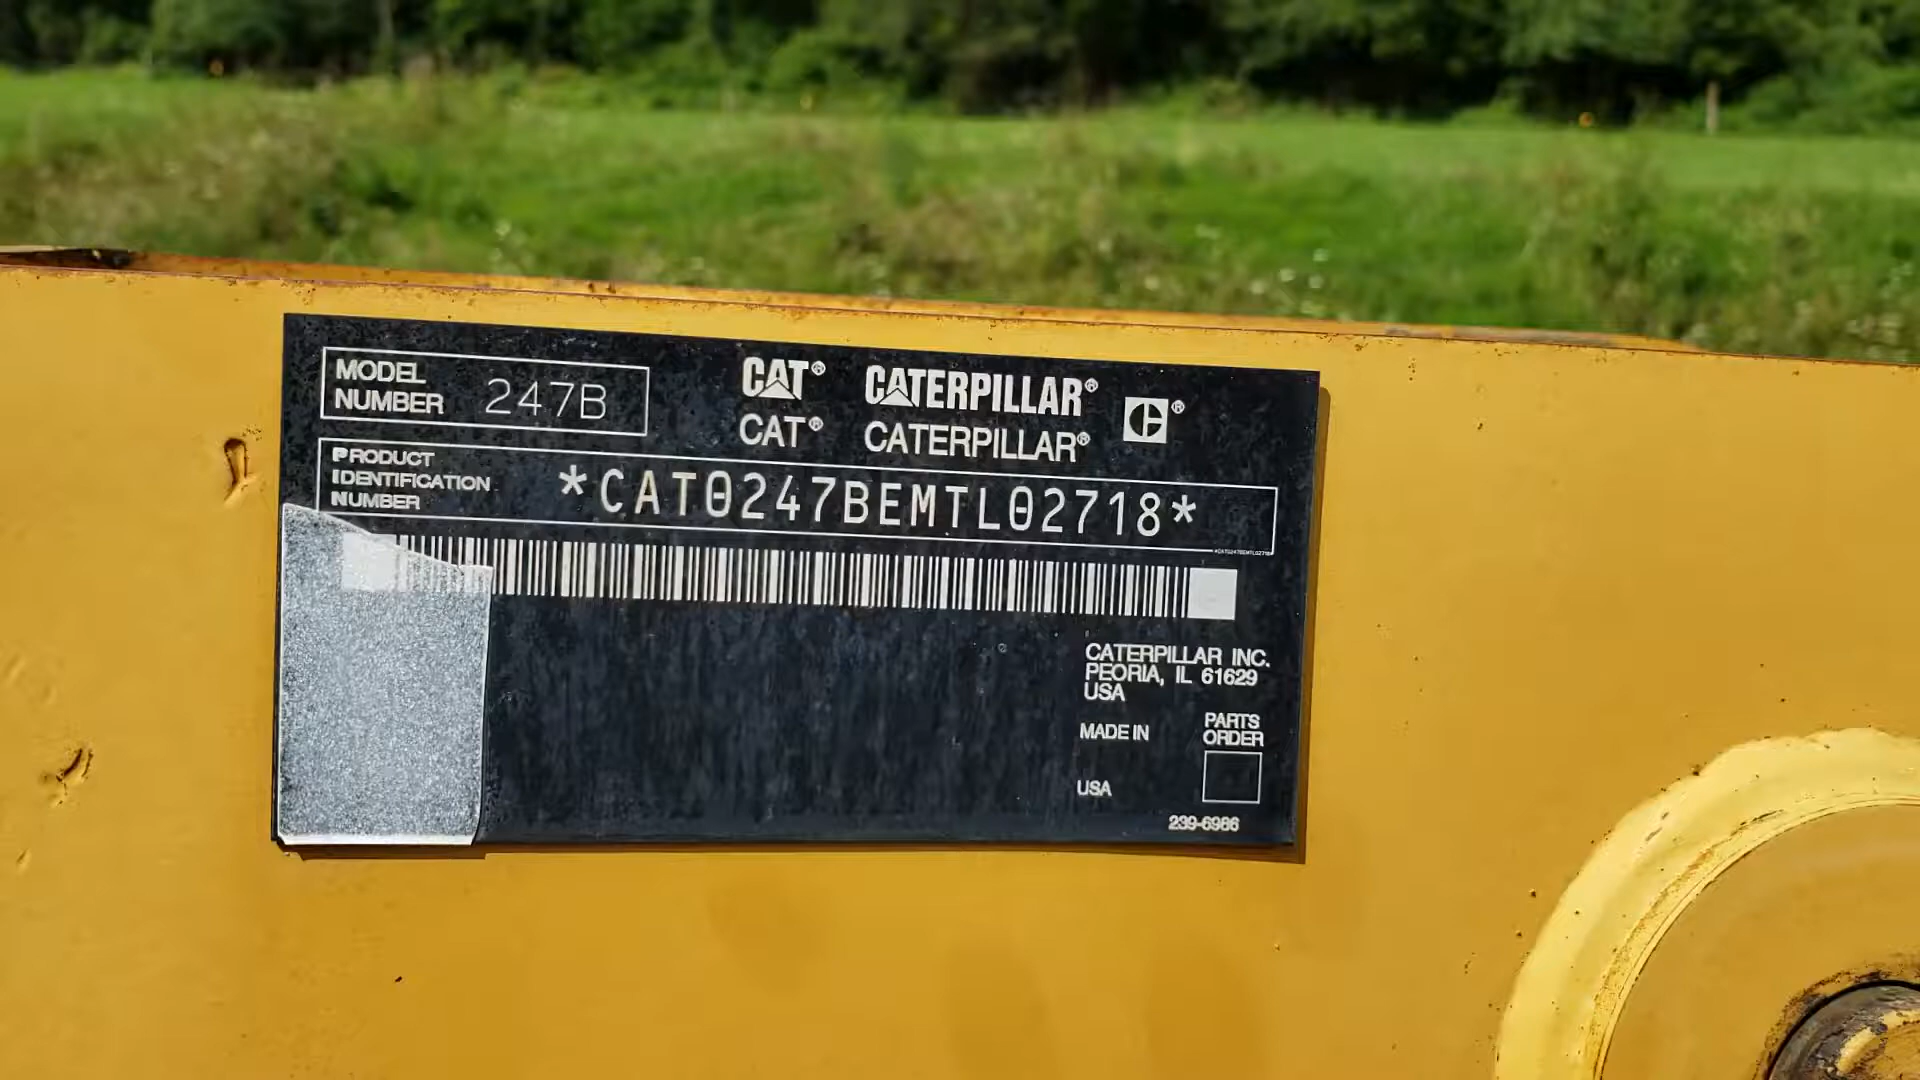 MODEL NUMBER 247B
CAT® CATERPILLAR®
CAT® CATERPILLAR® ®
PRODUCT IDENTIFICATION NUMBER
*CAT0247BEMTL02718*
CATERPILLAR INC.
PEORIA, IL 61629
USA
MADE IN
USA
PARTS
ORDER
239-6986